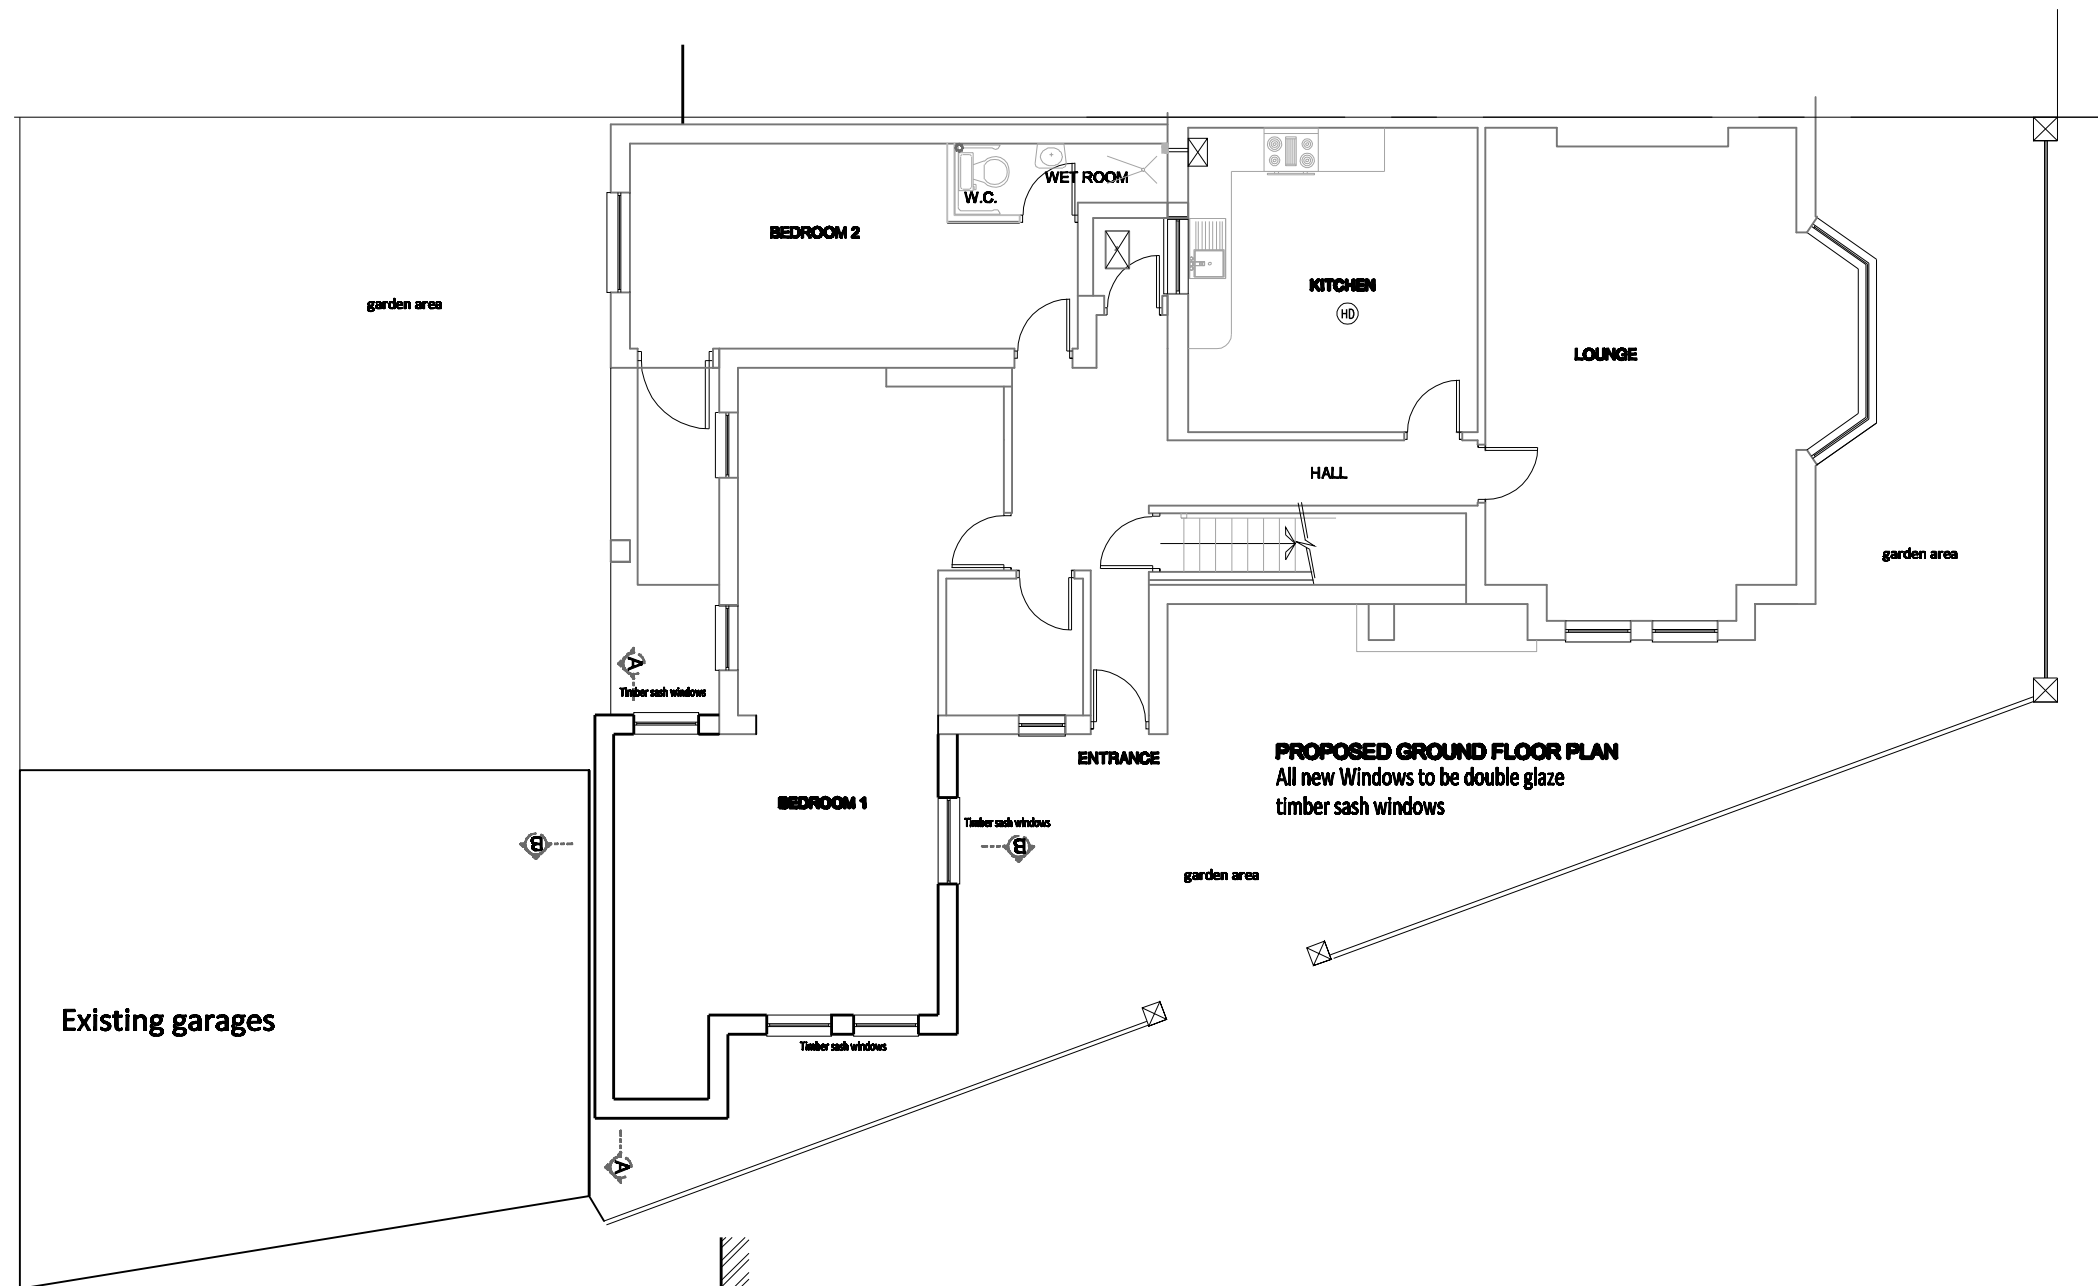 WET ROOM
W.C.
BEDROOM 2
KITCHEN
HD
garden area
LOUNGE
HALL
garden area
A
Timber sash windows
ENTRANCE
PROPOSED GROUND FLOOR PLAN
All new Windows to be double glaze
timber sash windows
BEDROOM 1
Timber sash windows
B
B
garden area
Existing garages
Timber sash windows
A